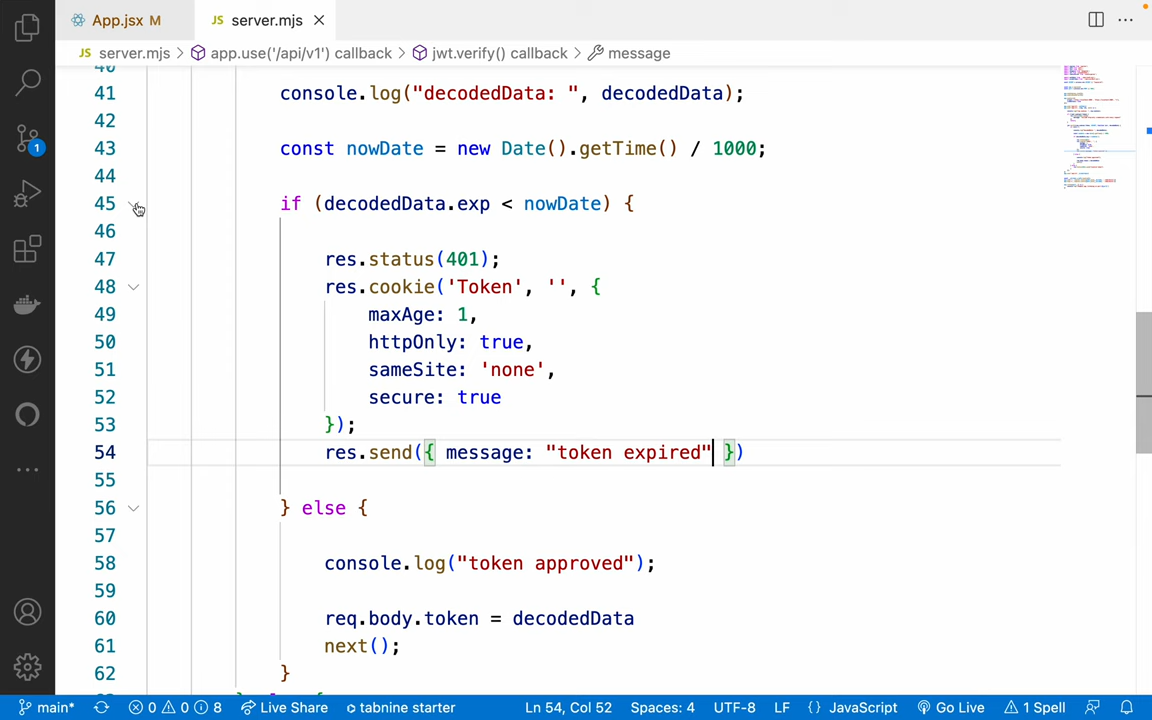 App.jsx M
JS server.mjs
JS server.mjs > app.use('/api/v1') callback > jwt.verify() callback > message
40
41 console.log("decodedData: ", decodedData);
42
43 const nowDate = new Date().getTime() / 1000;
44
45 if (decodedData.exp < nowDate) {
46
47 res.status(401);
48 res.cookie('Token', '', {
49 maxAge: 1,
50 httpOnly: true,
51 sameSite: 'none',
52 secure: true
53 });
54 res.send({ message: "token expired" })
55
56 } else {
57
58 console.log("token approved");
59
60 req.body.token = decodedData
61 next();
62 }
1
main* 0 0 8 Live Share tabnine starter Ln 54, Col 52 Spaces: 4 UTF-8 LF {} JavaScript Go Live 1 Spell